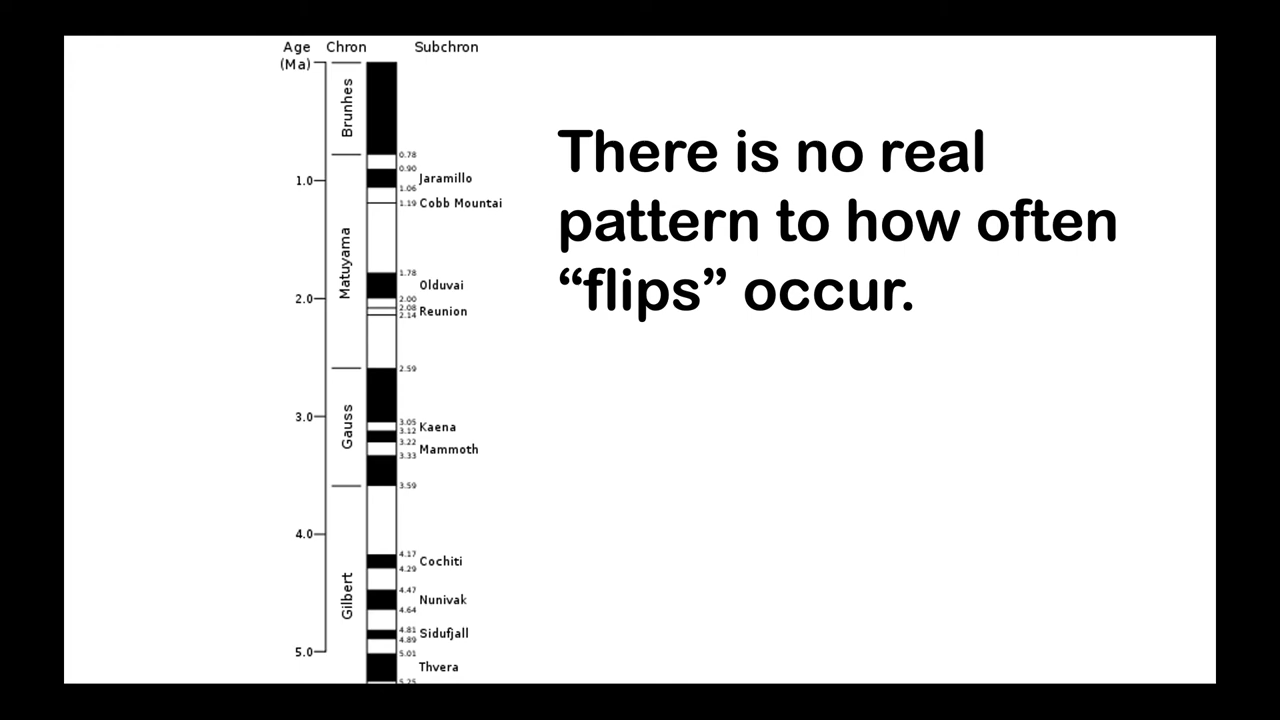 Age Chron Subchron
(Ma)
Brunhes
0.78
0.90
Jaramillo
1.0
1.06
1.19 Cobb Mountai
Matuyama
1.78
Olduvai
2.0
2.00
2.08
Reunion
2.14
2.59
Gauss
3.0
3.05
Kaena
3.12
3.22
Mammoth
3.33
3.59
4.0
Gilbert
4.17
Cochiti
4.29
4.47
Nunivak
4.64
4.81
Sidufjall
4.89
5.0
5.01
Thvera
5.25
There is no real
pattern to how often
“flips” occur.